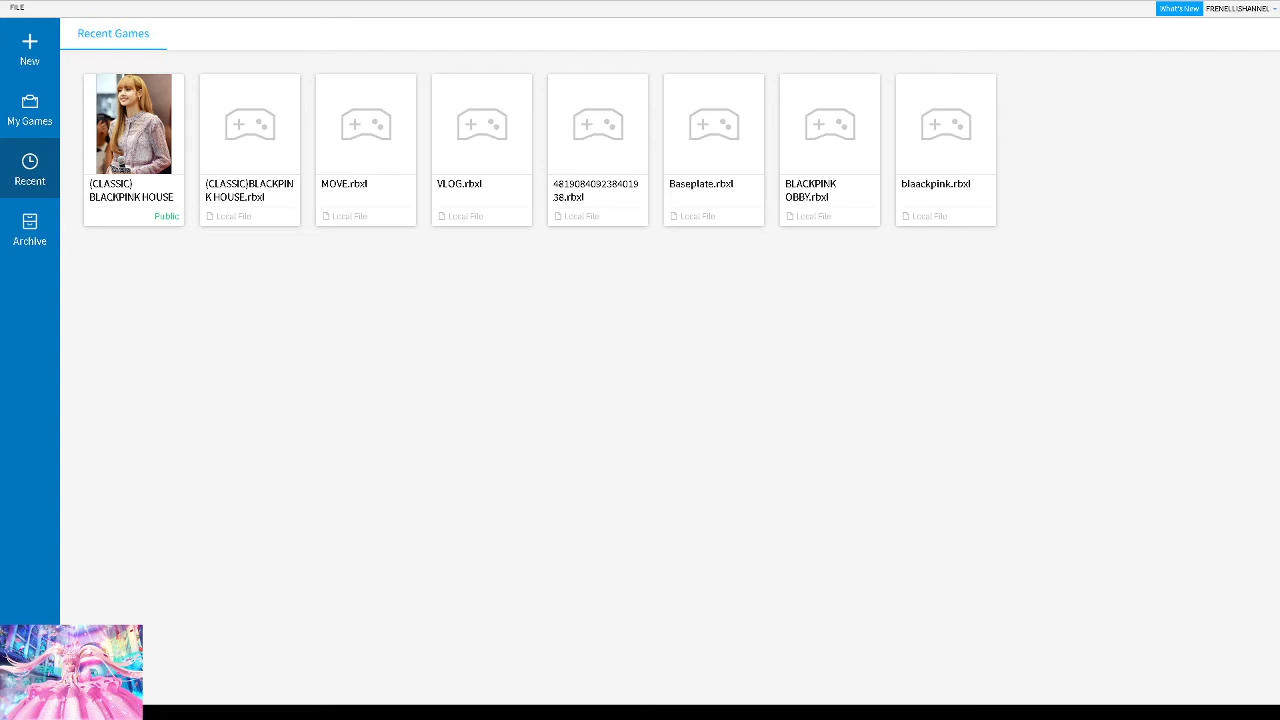 FILE
What's New
FRENELLISHANNEL
New
My Games
Recent
Archive
Recent Games
(CLASSIC)
BLACKPINK HOUSE
Public
(CLASSIC)BLACKPIN
K HOUSE.rbxl
Local File
MOVE.rbxl
Local File
VLOG.rbxl
Local File
4819084092384019
38.rbxl
Local File
Baseplate.rbxl
Local File
BLACKPINK
OBBY.rbxl
Local File
blaackpink.rbxl
Local File